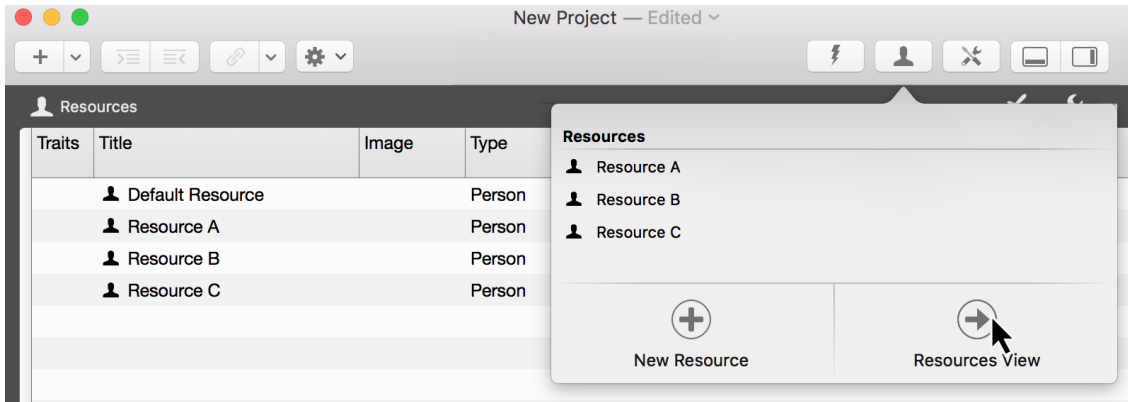 New Project — Edited
Resources
Traits Title Image Type
Default Resource Person
Resource A Person
Resource B Person
Resource C Person
Resources
Resource A
Resource B
Resource C
New Resource
Resources View